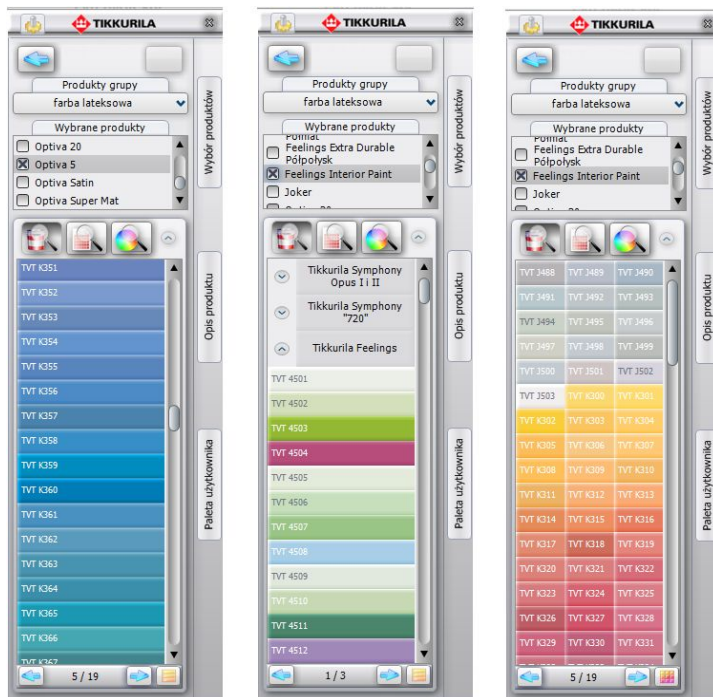 TIKKURILA
Produkty grupy
farba lateksowa
Wybrane produkty
Optiva 20
Optiva 5
Optiva Satin
Optiva Super Mat
TVT K351
TVT K352
TVT K353
TVT K354
TVT K355
TVT K356
TVT K357
TVT K358
TVT K359
TVT K360
TVT K361
TVT K362
TVT K363
TVT K364
TVT K365
TVT K366
TVT K367
5 / 19
Wybór produktów
Opis produktu
Paleta użytkownika
TIKKURILA
Produkty grupy
farba lateksowa
Wybrane produkty
Półmat
Feelings Extra Durable
Półpołysk
Feelings Interior Paint
Joker
Tikkurila Symphony
Opus I i II
Tikkurila Symphony
"720"
Tikkurila Feelings
TVT 4501
TVT 4502
TVT 4503
TVT 4504
TVT 4505
TVT 4506
TVT 4507
TVT 4508
TVT 4509
TVT 4510
TVT 4511
TVT 4512
1 / 3
Wybór produktów
Opis produktu
Paleta użytkownika
TIKKURILA
Produkty grupy
farba lateksowa
Wybrane produkty
Półmat
Feelings Extra Durable
Półpołysk
Feelings Interior Paint
Joker
TVT J488 TVT J489 TVT J490
TVT J491 TVT J492 TVT J493
TVT J494 TVT J495 TVT J496
TVT J497 TVT J498 TVT J499
TVT J500 TVT J501 TVT J502
TVT J503 TVT K300 TVT K301
TVT K302 TVT K303 TVT K304
TVT K305 TVT K306 TVT K307
TVT K308 TVT K309 TVT K310
TVT K311 TVT K312 TVT K313
TVT K314 TVT K315 TVT K316
TVT K317 TVT K318 TVT K319
TVT K320 TVT K321 TVT K322
TVT K323 TVT K324 TVT K325
TVT K326 TVT K327 TVT K328
TVT K329 TVT K330 TVT K331
5 / 19
Wybór produktów
Opis produktu
Paleta użytkownika